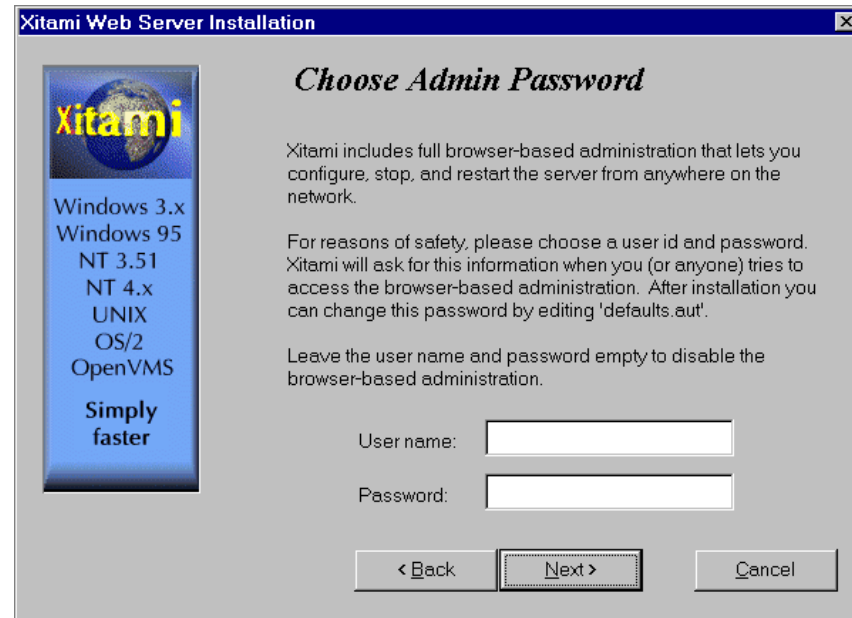 Xitami Web Server Installation
Xitami
Windows 3.x
Windows 95
NT 3.51
NT 4.x
UNIX
OS/2
OpenVMS
Simply
faster
Choose Admin Password
Xitami includes full browser-based administration that lets you
configure, stop, and restart the server from anywhere on the
network.
For reasons of safety, please choose a user id and password.
Xitami will ask for this information when you (or anyone) tries to
access the browser-based administration. After installation you
can change this password by editing 'defaults.aut'.
Leave the user name and password empty to disable the
browser-based administration.
User name:
Password:
< Back Next > Cancel